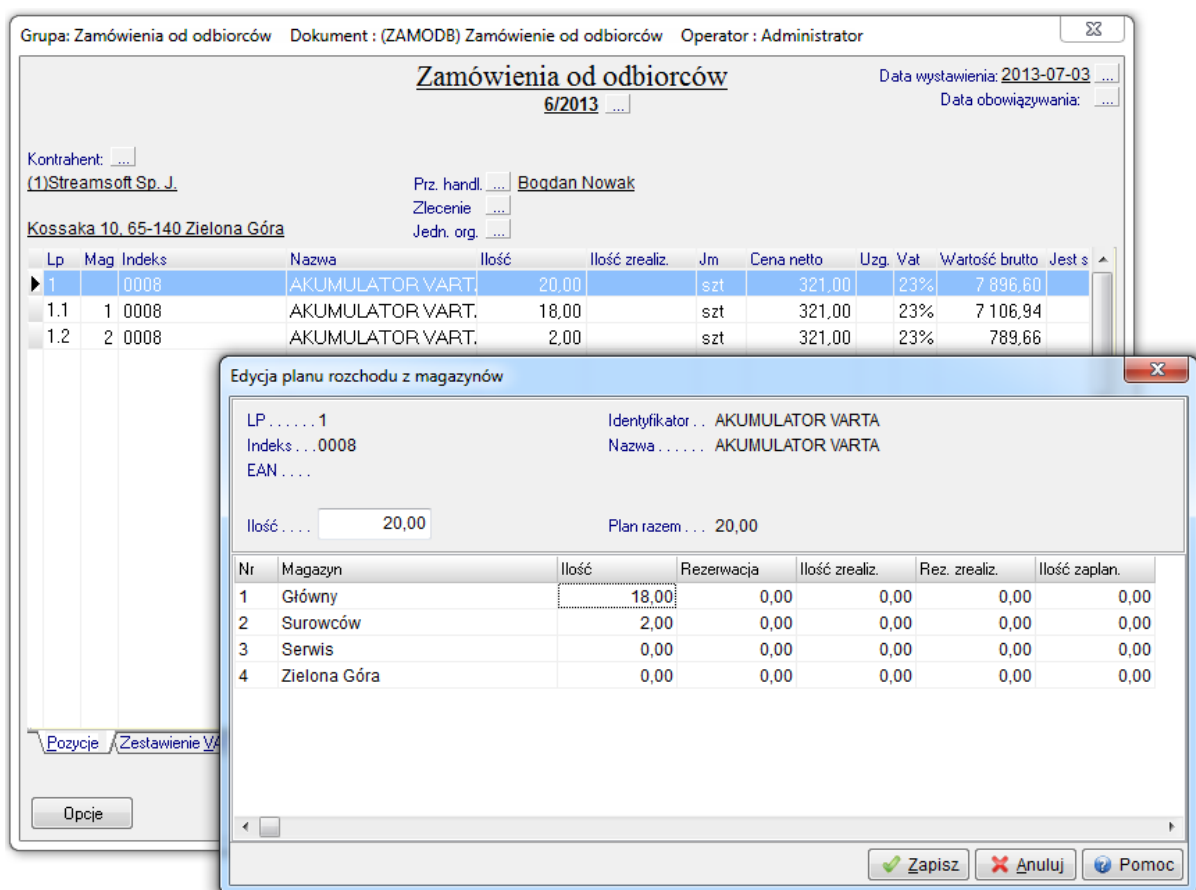 Grupa: Zamówienia od odbiorców Dokument : (ZAMODB) Zamówienie od odbiorców Operator : Administrator
Zamówienia od odbiorców
6/2013 ...
Data wystawienia: 2013-07-03 ...
Data obowiązywania: ...
Kontrahent: ...
(1)Streamsoft Sp. J.
Prz. handl. ... Bogdan Nowak
Zlecenie ...
Kossaka 10, 65-140 Zielona Góra
Jedn. org. ...
Lp Mag Indeks Nazwa Ilość Ilość zrealiz. Jm Cena netto Uzg. Vat Wartość brutto Jest s
1 0008 AKUMULATOR VART. 20,00 szt 321,00 23% 7 896,60
1.1 1 0008 AKUMULATOR VART. 18,00 szt 321,00 23% 7 106,94
1.2 2 0008 AKUMULATOR VART. 2,00 szt 321,00 23% 789,66
Edycja planu rozchodu z magazynów
LP . . . . . . 1 Identyfikator . . AKUMULATOR VARTA
Indeks . . . 0008 Nazwa . . . . . . AKUMULATOR VARTA
EAN . . . .
Ilość . . . . 20,00 Plan razem . . . 20,00
Nr Magazyn Ilość Rezerwacja Ilość zrealiz. Rez. zrealiz. Ilość zaplan.
1 Główny 18,00 0,00 0,00 0,00 0,00
2 Surowców 2,00 0,00 0,00 0,00 0,00
3 Serwis 0,00 0,00 0,00 0,00 0,00
4 Zielona Góra 0,00 0,00 0,00 0,00 0,00
Pozycje Zestawienie VA
Opcje
Zapisz Anuluj Pomoc